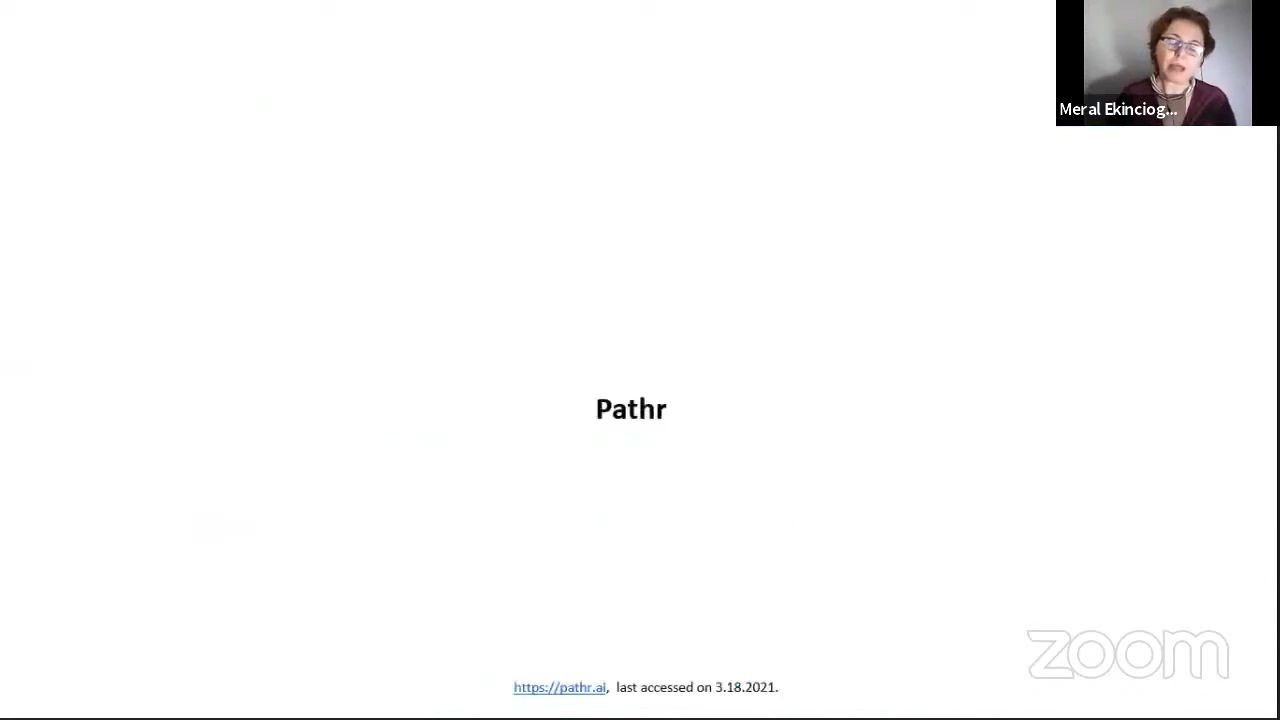 Meral Ekinciog...
Pathr
zoom
https://pathr.ai, last accessed on 3.18.2021.